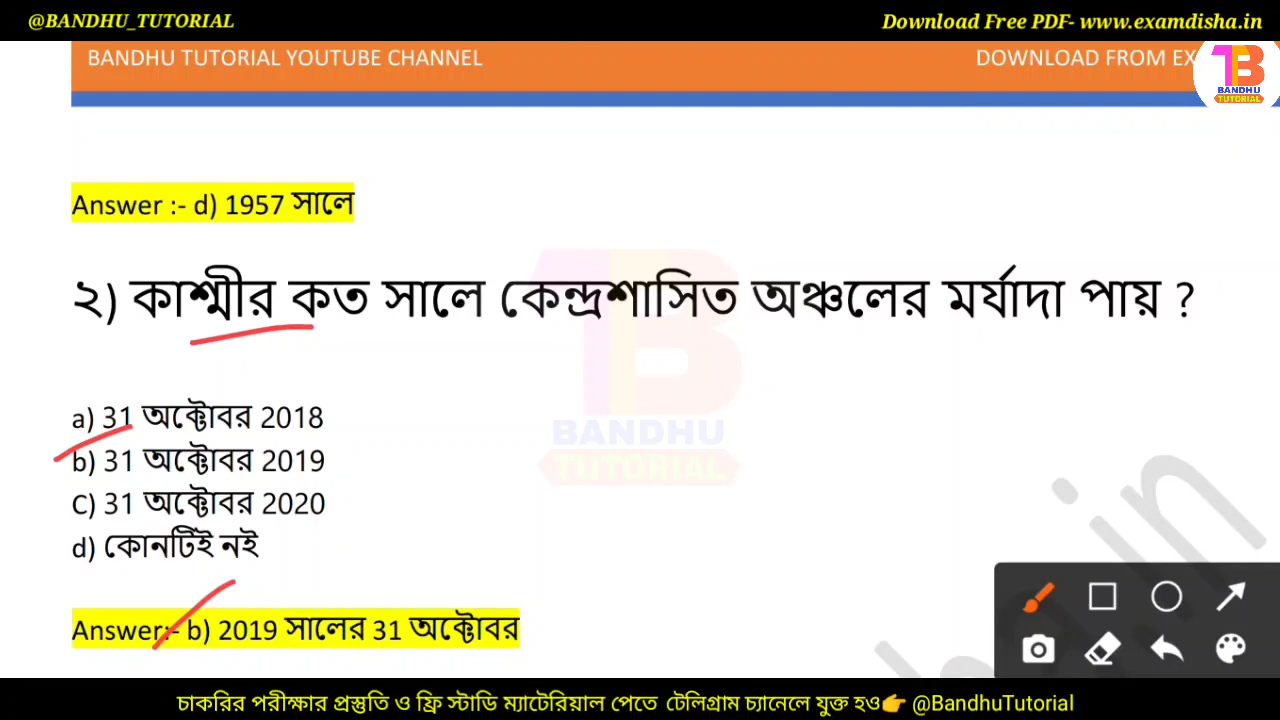 @BANDHU_TUTORIAL
Download Free PDF- www.examdisha.in
BANDHU TUTORIAL YOUTUBE CHANNEL
DOWNLOAD FROM EX
TB
BANDHU
TUTORIAL
Answer :- d) 1957 সালে
২) কাশ্মীর কত সালে কেন্দ্রশাসিত অঞ্চলের মর্যাদা পায় ?
a) 31 অক্টোবর 2018
b) 31 অক্টোবর 2019
C) 31 অক্টোবর 2020
d) কোনটিই নই
TB
BANDHU
TUTORIAL
Answer:- b) 2019 সালের 31 অক্টোবর
চাকরির পরীক্ষার প্রস্তুতি ও ফ্রি স্টাডি ম্যাটেরিয়াল পেতে টেলিগ্রাম চ্যানেলে যুক্ত হও👉 @BandhuTutorial